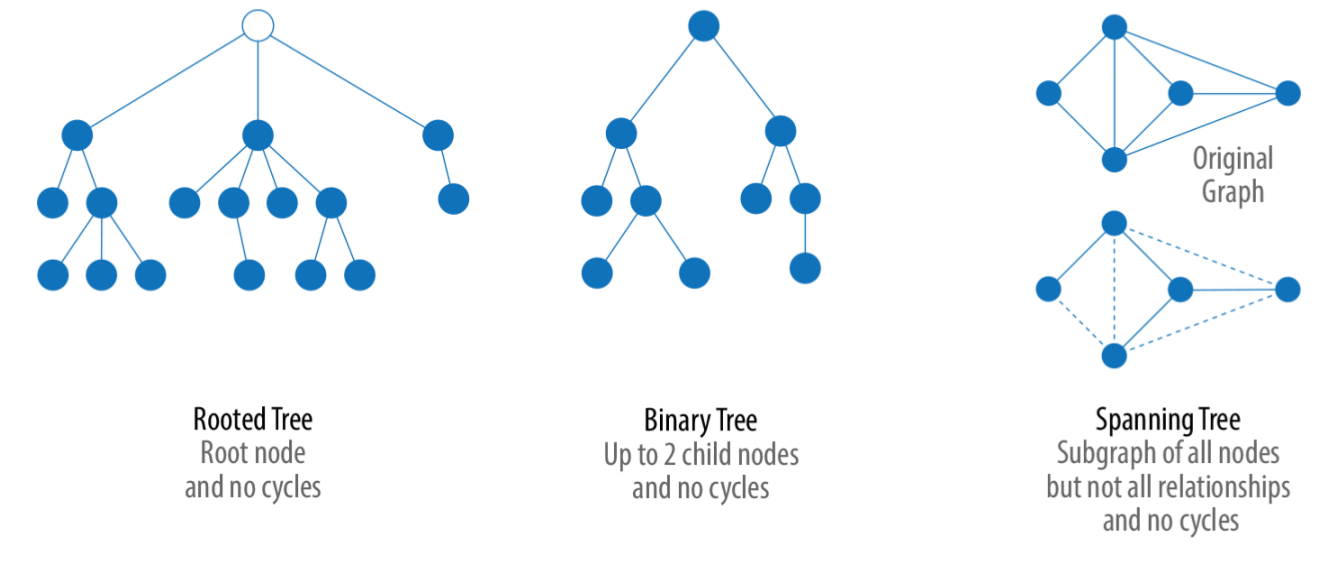 Original
Graph
Rooted Tree
Root node
and no cycles
Binary Tree
Up to 2 child nodes
and no cycles
Spanning Tree
Subgraph of all nodes
but not all relationships
and no cycles